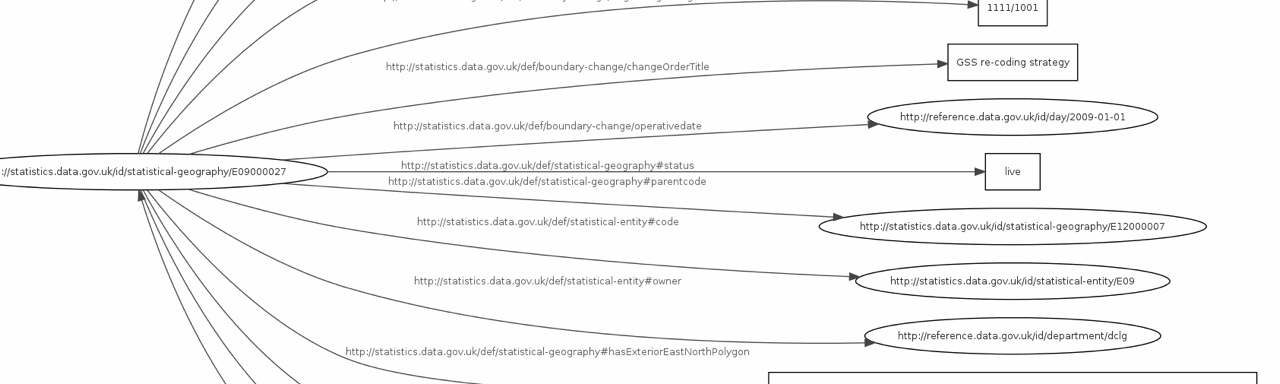 1111/1001
http://statistics.data.gov.uk/def/boundary-change/changeOrderTitle
GSS re-coding strategy
http://statistics.data.gov.uk/def/boundary-change/operativedate
http://reference.data.gov.uk/id/day/2009-01-01
http://statistics.data.gov.uk/def/statistical-geography#status
://statistics.data.gov.uk/id/statistical-geography/E09000027
live
http://statistics.data.gov.uk/def/statistical-geography#parentcode
http://statistics.data.gov.uk/def/statistical-entity#code
http://statistics.data.gov.uk/id/statistical-geography/E12000007
http://statistics.data.gov.uk/def/statistical-entity#owner
http://statistics.data.gov.uk/id/statistical-entity/E09
http://reference.data.gov.uk/id/department/dclg
http://statistics.data.gov.uk/def/statistical-geography#hasExteriorEastNorthPolygon